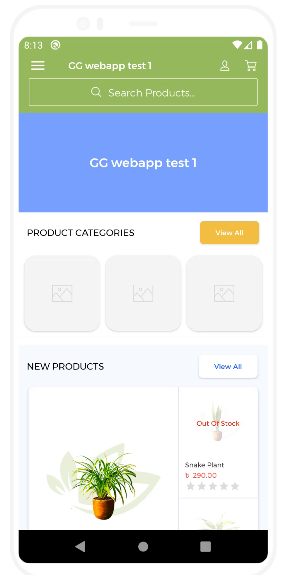 8:13
GG webapp test 1
Search Products...
GG webapp test 1
PRODUCT CATEGORIES
View All
NEW PRODUCTS
View All
Out Of Stock
Snake Plant
৳ 290.00